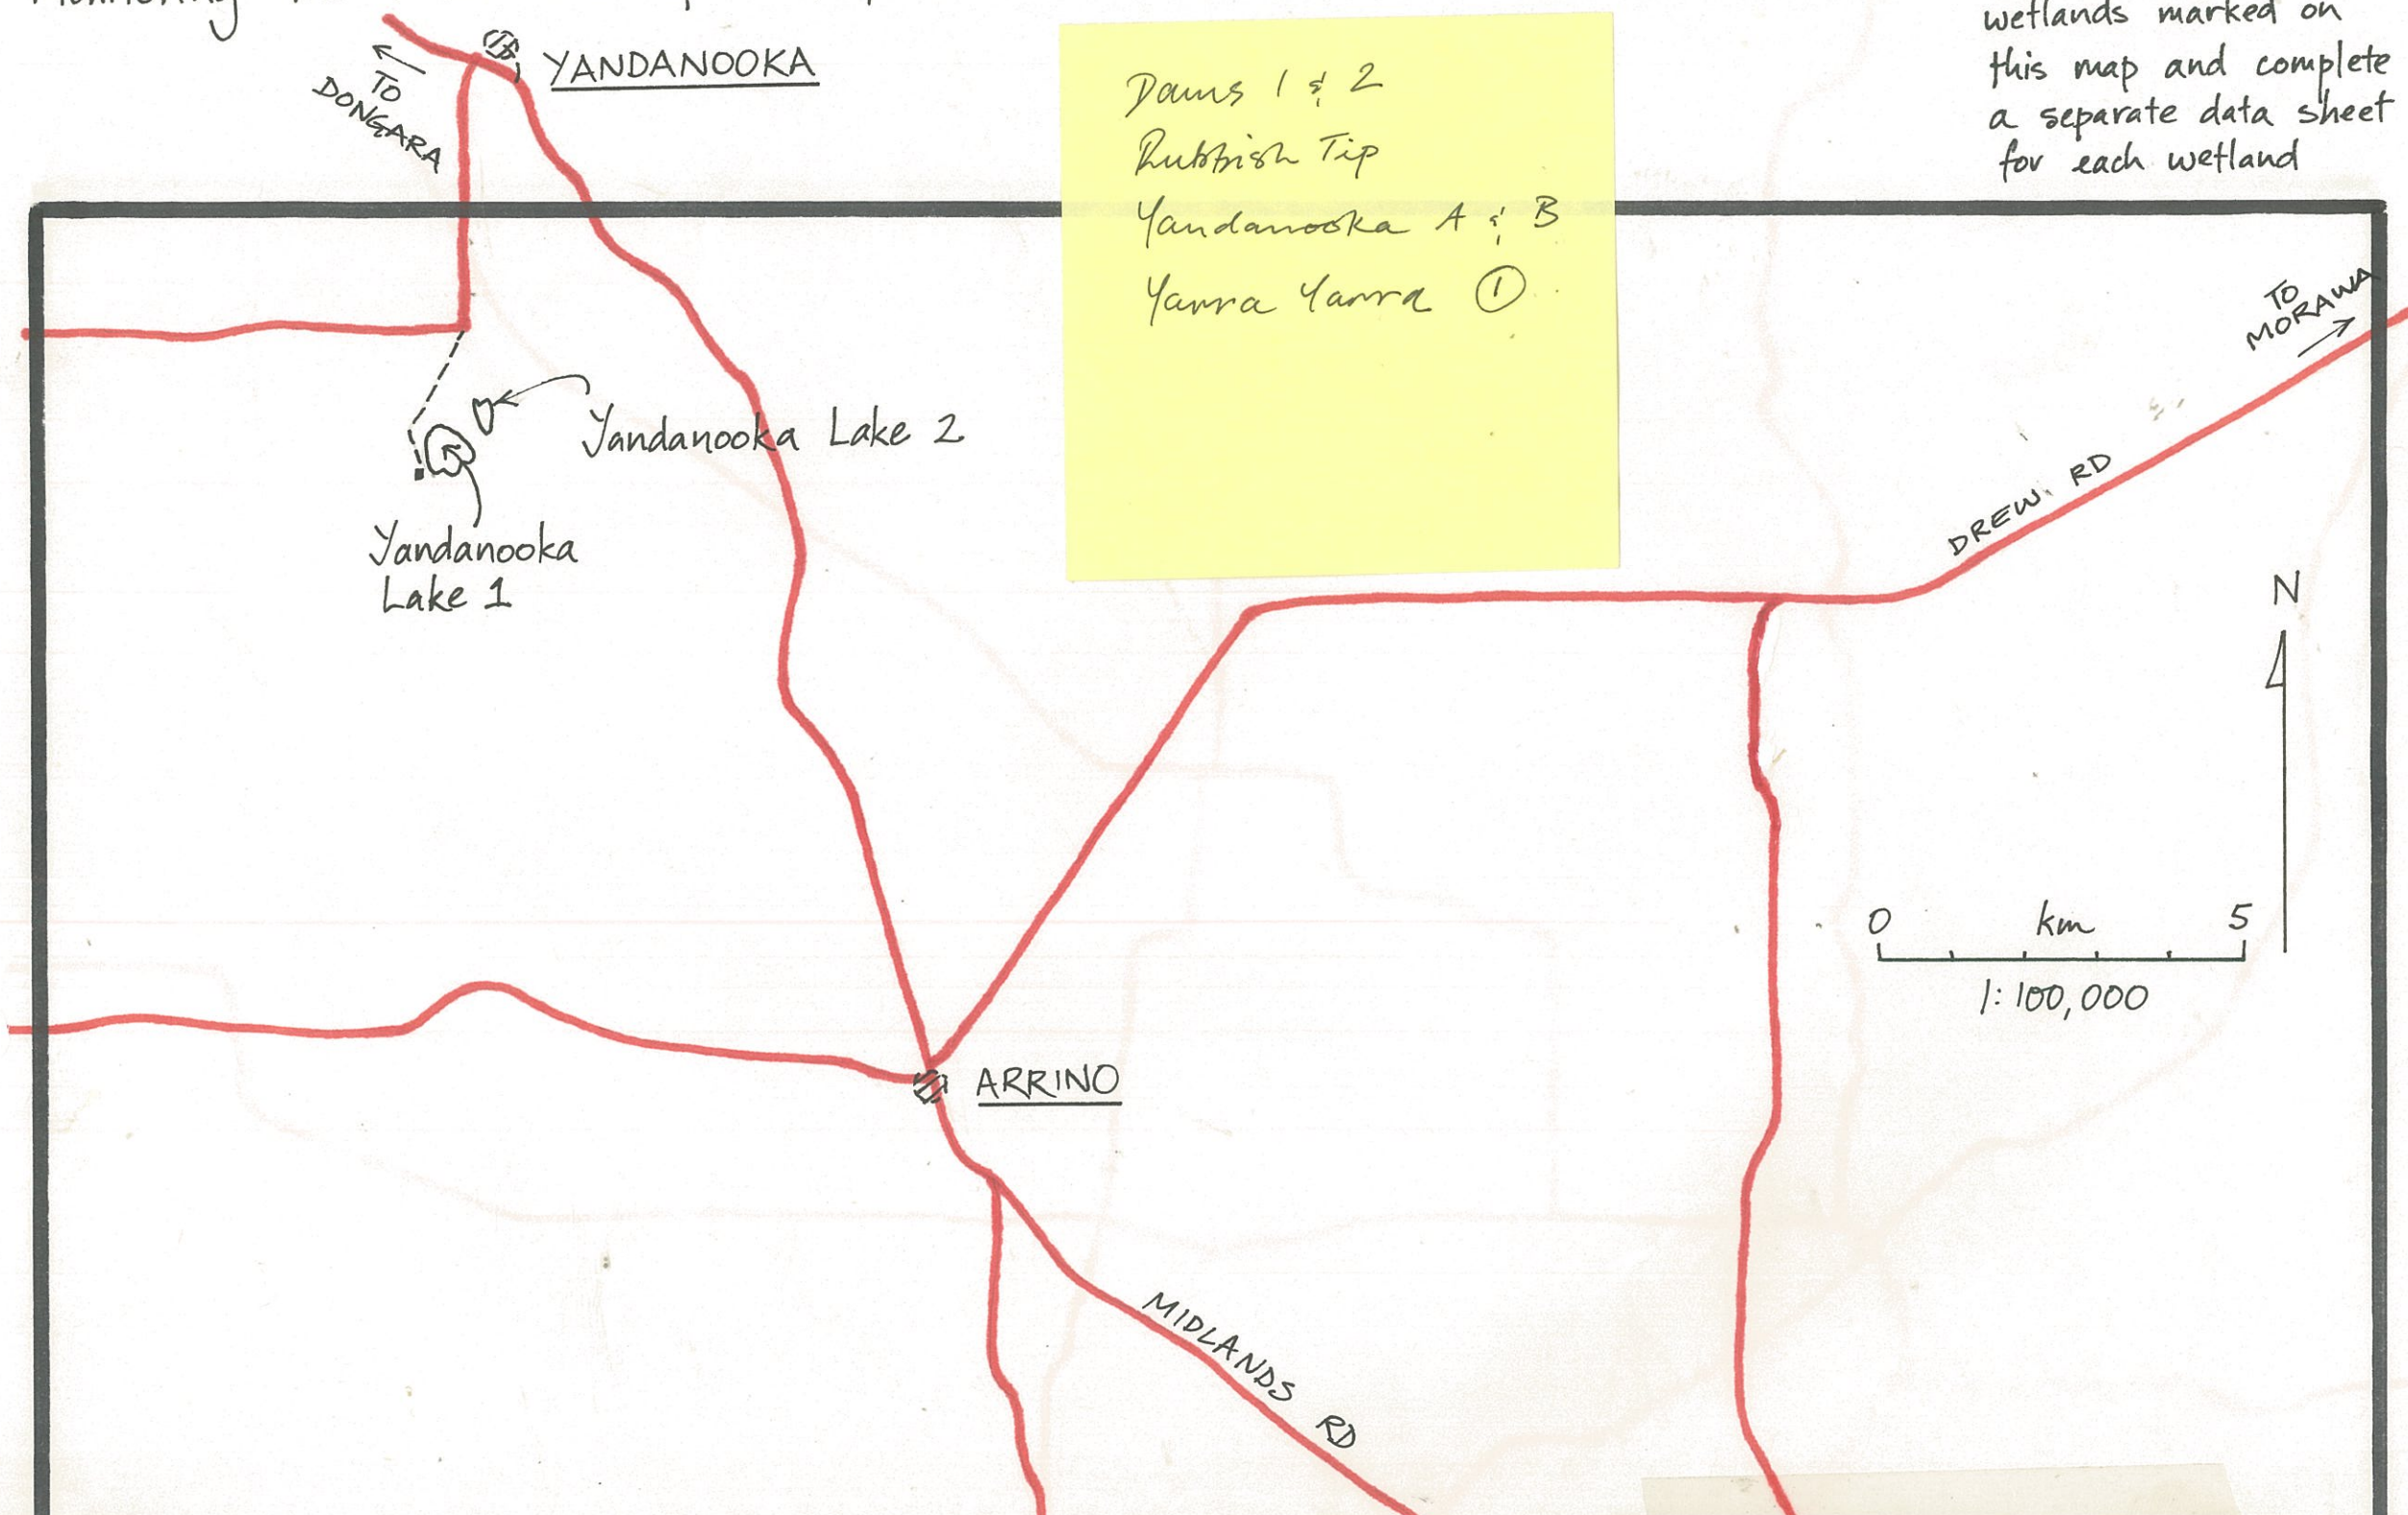 wetlands marked on
this map and complete
a separate data sheet
for each wetland
YANDANOOKA
TO
DONGARA
Dams 1 & 2
Rubbish Tip
Yandanooka A & B
Yarra Yarra ①
TO
MORAWA
Yandanooka Lake 2
Yandanooka
Lake 1
DREW RD
N
0 km 5
1:100,000
ARRINO
MIDLANDS RD